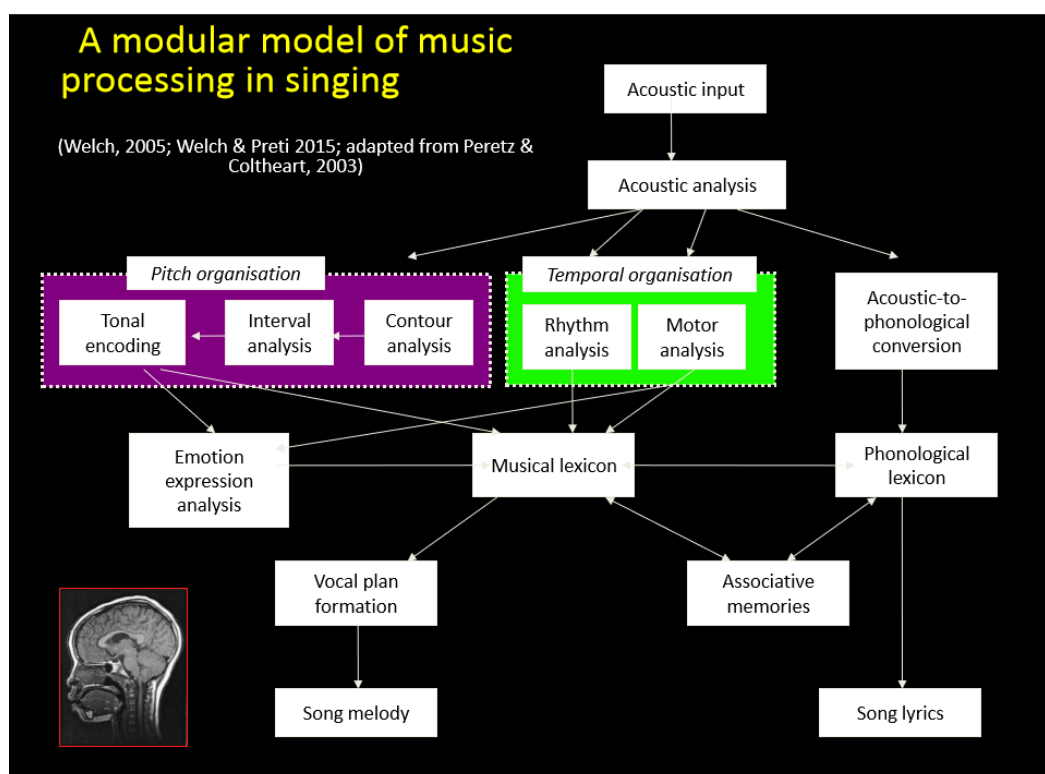 A modular model of music
processing in singing
(Welch, 2005; Welch & Preti 2015; adapted from Peretz &
Coltheart, 2003)
Acoustic input
Acoustic analysis
Pitch organisation
Temporal organisation
Tonal
encoding
Interval
analysis
Contour
analysis
Rhythm
analysis
Motor
analysis
Acoustic-to-
phonological
conversion
Emotion
expression
analysis
Musical lexicon
Phonological
lexicon
Vocal plan
formation
Associative
memories
Song melody
Song lyrics